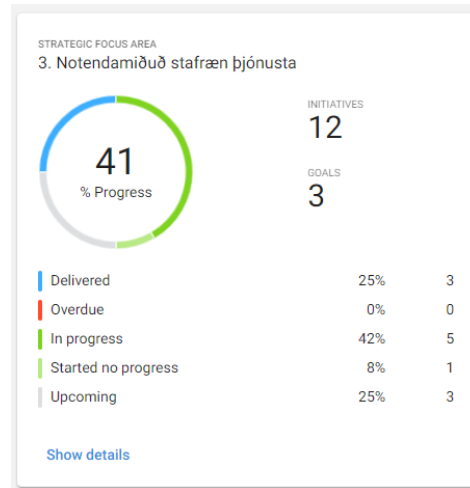 STRATEGIC FOCUS AREA
3. Notendamiðuð stafræn þjónusta
INITIATIVES
12
41
% Progress
GOALS
3
Delivered 25% 3
Overdue 0% 0
In progress 42% 5
Started no progress 8% 1
Upcoming 25% 3
Show details